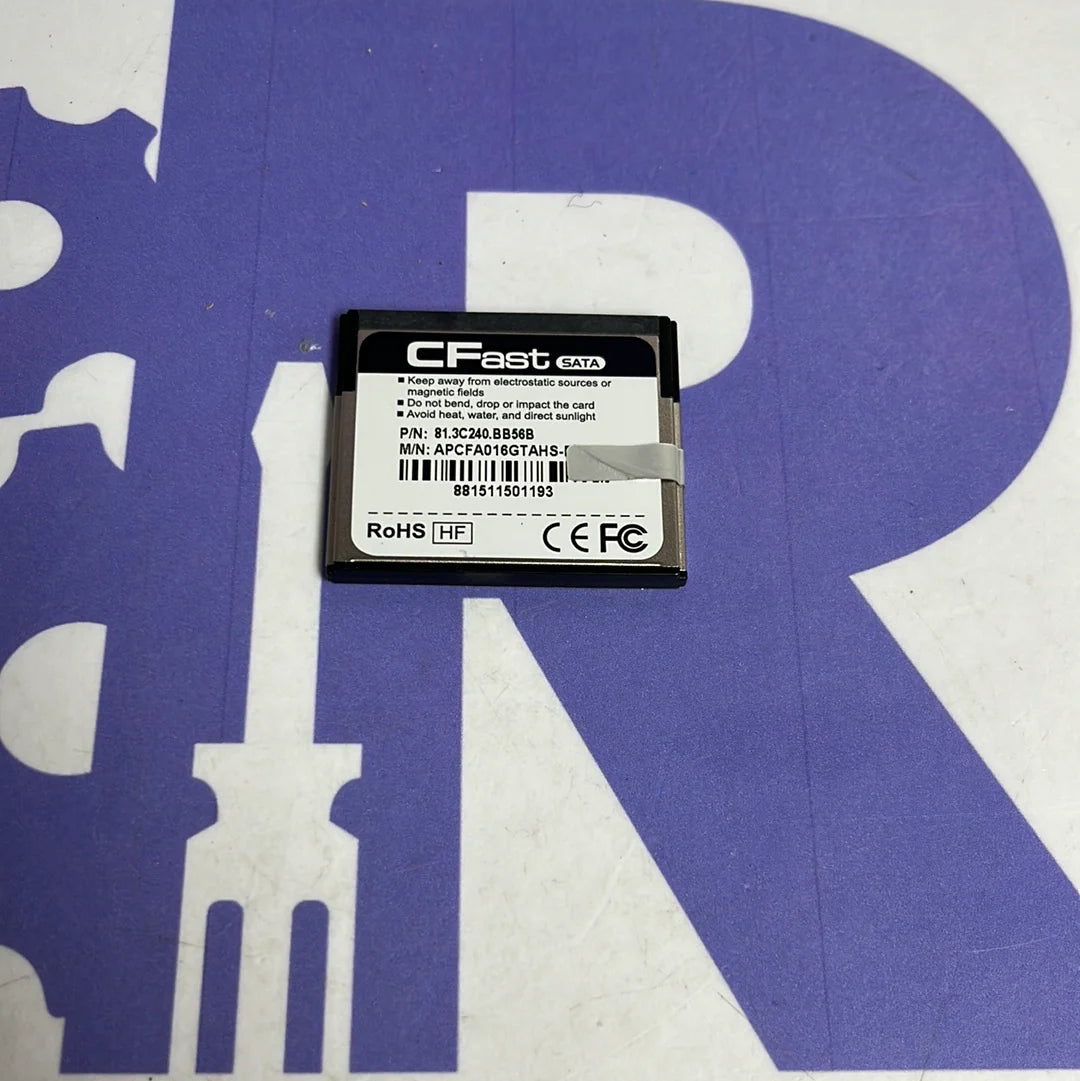 CFast SATA
■ Keep away from electrostatic sources or
magnetic fields
■ Do not bend, drop or impact the card
■ Avoid heat, water, and direct sunlight
P/N: 81.3C240.BB56B
M/N: APCFA016GTAHS-
881511501193
RoHS HF CE FC
R